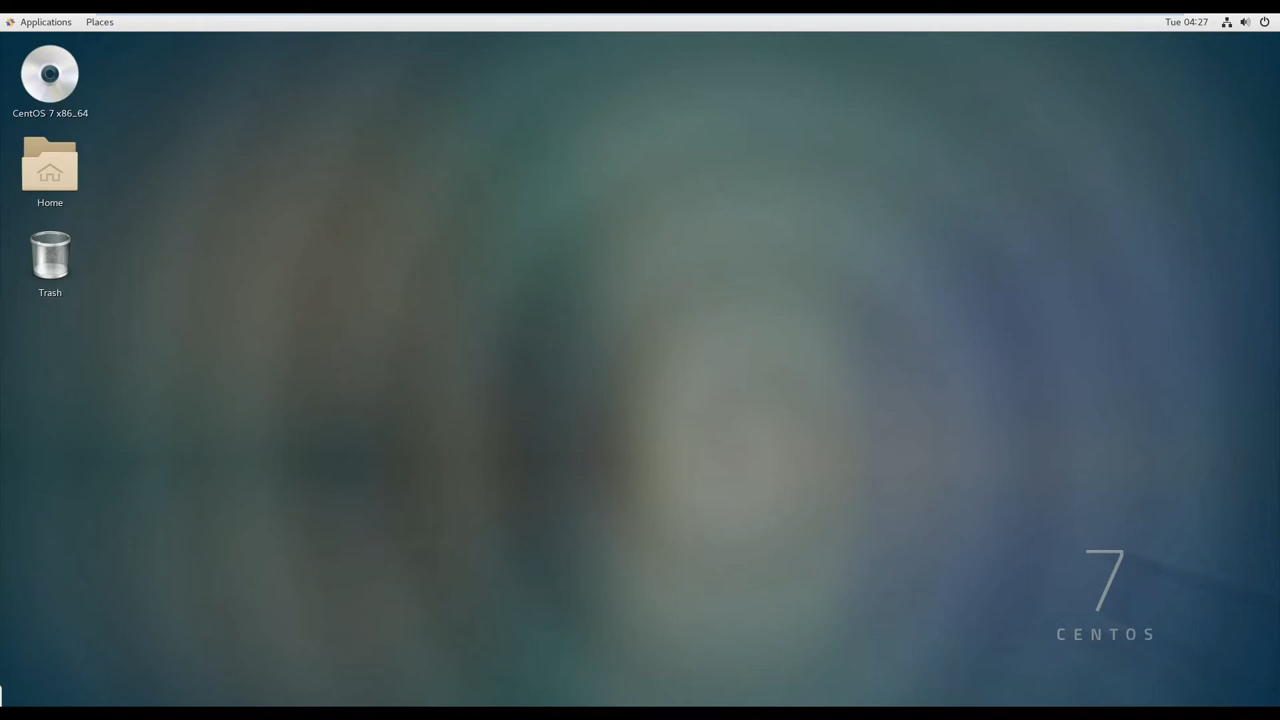 Applications Places Tue 04:27
CentOS 7 x86_64
Home
Trash
7
CENTOS